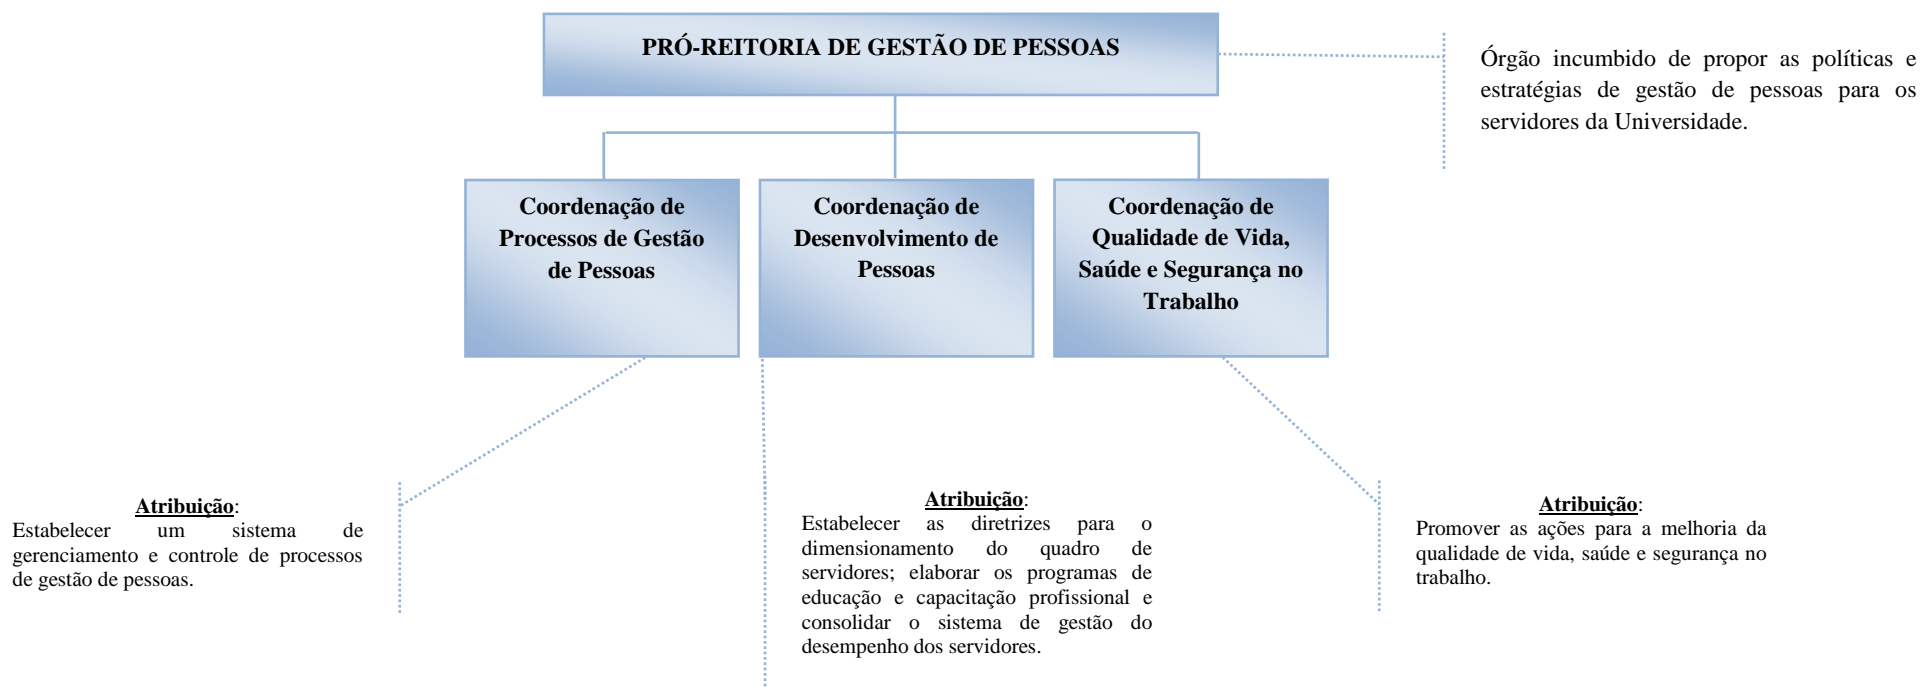 PRÓ-REITORIA DE GESTÃO DE PESSOAS
Órgão incumbido de propor as políticas e
estratégias de gestão de pessoas para os
servidores da Universidade.
Coordenação de
Processos de Gestão
de Pessoas
Coordenação de
Desenvolvimento de
Pessoas
Coordenação de
Qualidade de Vida,
Saúde e Segurança no
Trabalho
Atribuição:
Estabelecer um sistema de
gerenciamento e controle de processos
de gestão de pessoas.
Atribuição:
Estabelecer as diretrizes para o
dimensionamento do quadro de
servidores; elaborar os programas de
educação e capacitação profissional e
consolidar o sistema de gestão do
desempenho dos servidores.
Atribuição:
Promover as ações para a melhoria da
qualidade de vida, saúde e segurança no
trabalho.